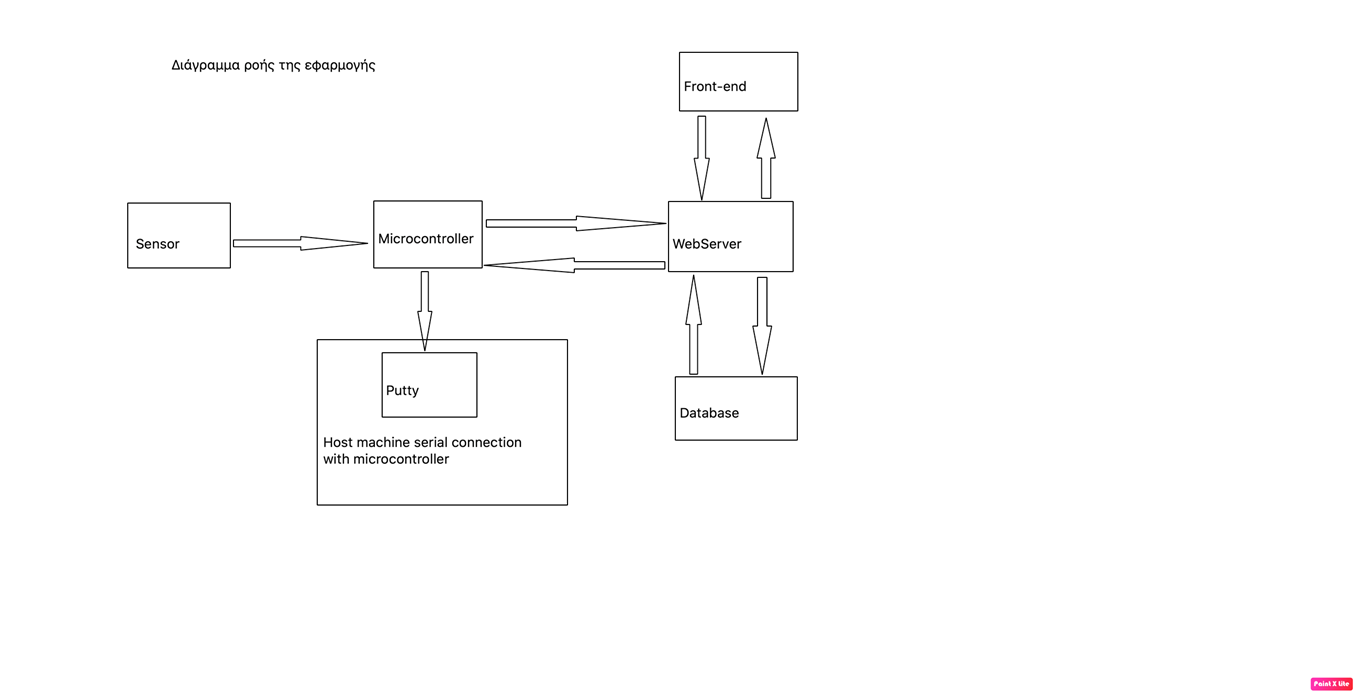 Διάγραμμα ροής της εφαρμογής
Front-end
Sensor
Microcontroller
WebServer
Putty
Host machine serial connection
with microcontroller
Database
Paint X lite